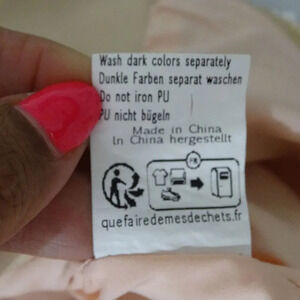 Wash dark colors separately
Dunkle Farben separat waschen
Do not iron PU
PU nicht bügeln
Made in China
In China hergestellt
FR
quefairedemesdechets.fr